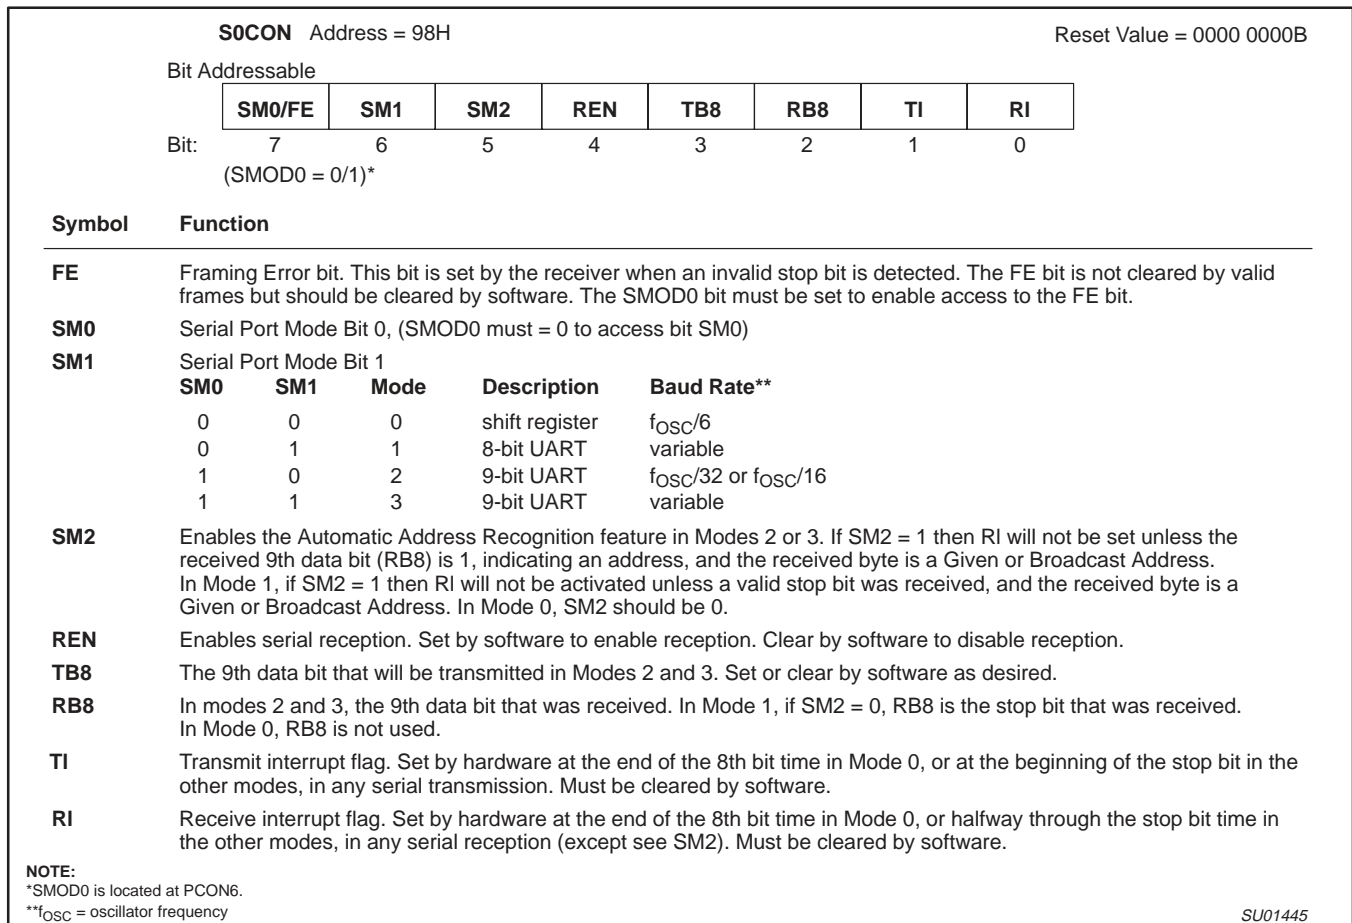 S0CON Address = 98H Reset Value = 0000 0000B
Bit Addressable
SM0/FE SM1 SM2 REN TB8 RB8 TI RI
Bit: 7 6 5 4 3 2 1 0
(SMOD0 = 0/1)*
Symbol Function
FE Framing Error bit. This bit is set by the receiver when an invalid stop bit is detected. The FE bit is not cleared by valid
frames but should be cleared by software. The SMOD0 bit must be set to enable access to the FE bit.
SM0 Serial Port Mode Bit 0, (SMOD0 must = 0 to access bit SM0)
SM1 Serial Port Mode Bit 1
SM0 SM1 Mode Description Baud Rate**
0 0 0 shift register fOSC/6
0 1 1 8-bit UART variable
1 0 2 9-bit UART fOSC/32 or fOSC/16
1 1 3 9-bit UART variable
SM2 Enables the Automatic Address Recognition feature in Modes 2 or 3. If SM2 = 1 then RI will not be set unless the
received 9th data bit (RB8) is 1, indicating an address, and the received byte is a Given or Broadcast Address.
In Mode 1, if SM2 = 1 then RI will not be activated unless a valid stop bit was received, and the received byte is a
Given or Broadcast Address. In Mode 0, SM2 should be 0.
REN Enables serial reception. Set by software to enable reception. Clear by software to disable reception.
TB8 The 9th data bit that will be transmitted in Modes 2 and 3. Set or clear by software as desired.
RB8 In modes 2 and 3, the 9th data bit that was received. In Mode 1, if SM2 = 0, RB8 is the stop bit that was received.
In Mode 0, RB8 is not used.
TI Transmit interrupt flag. Set by hardware at the end of the 8th bit time in Mode 0, or at the beginning of the stop bit in the
other modes, in any serial transmission. Must be cleared by software.
RI Receive interrupt flag. Set by hardware at the end of the 8th bit time in Mode 0, or halfway through the stop bit time in
the other modes, in any serial reception (except see SM2). Must be cleared by software.
NOTE:
*SMOD0 is located at PCON6.
**fOSC = oscillator frequency SU01445